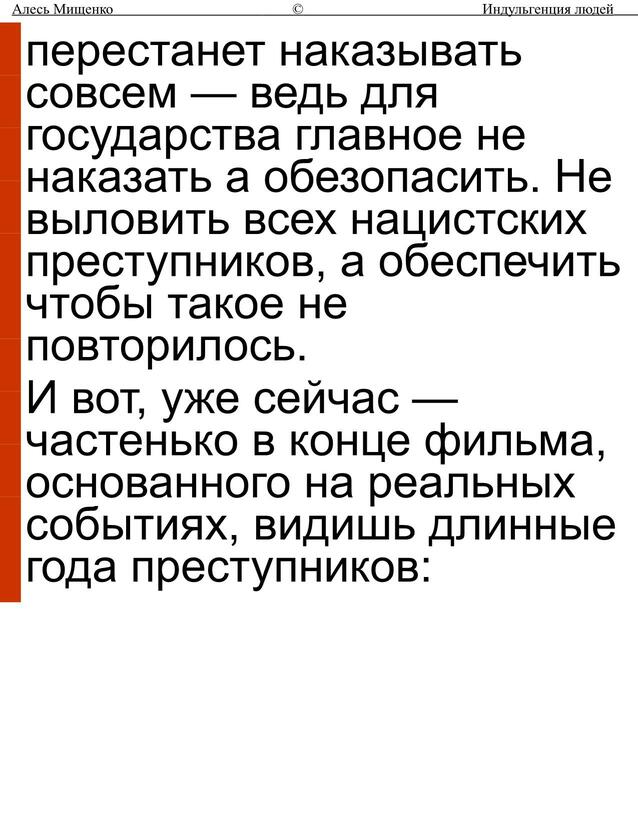 Алесь Мищенко © Индульгенция людей
перестанет наказывать
совсем — ведь для
государства главное не
наказать а обезопасить. Не
выловить всех нацистских
преступников, а обеспечить
чтобы такое не
повторилось.
И вот, уже сейчас —
частенько в конце фильма,
основанного на реальных
событиях, видишь длинные
года преступников: